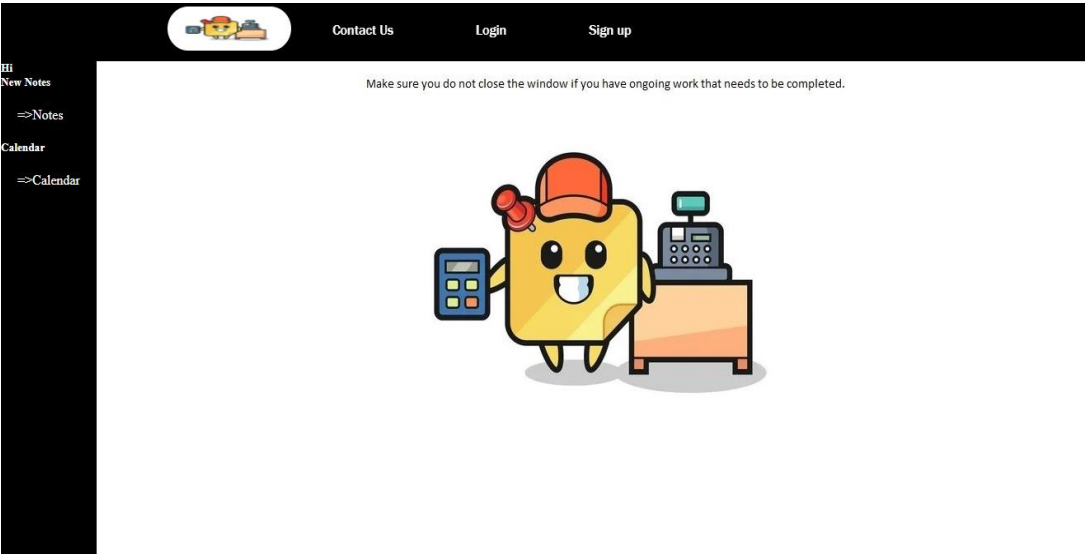 Contact Us
Login
Sign up
Hi
New Notes
=>Notes
Calendar
=>Calendar
Make sure you do not close the window if you have ongoing work that needs to be completed.